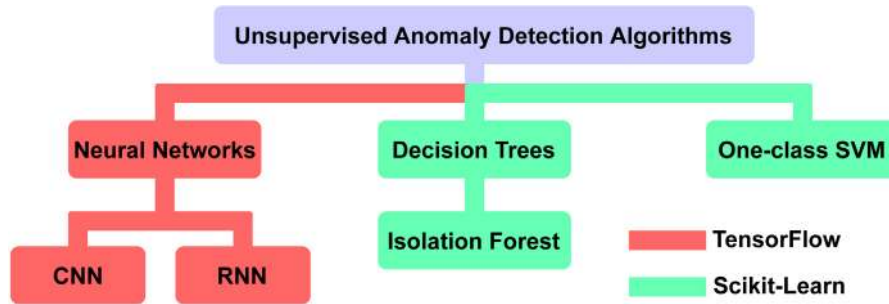 Unsupervised Anomaly Detection Algorithms
Neural Networks
Decision Trees
One-class SVM
Isolation Forest
CNN
RNN
TensorFlow
Scikit-Learn